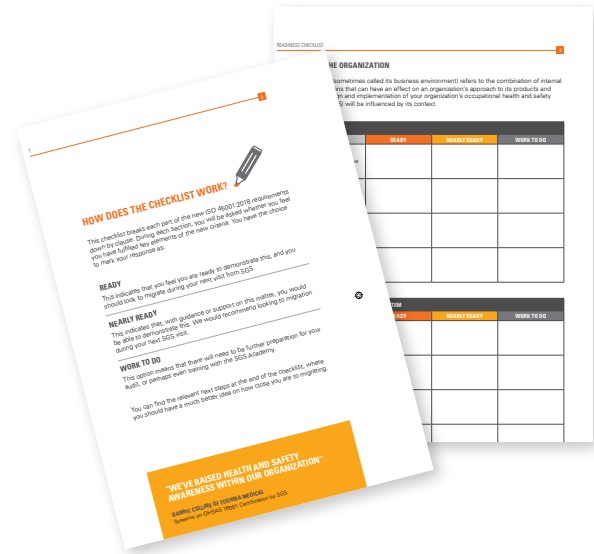 HOW DOES THE CHECKLIST WORK?
This checklist breaks each part of the new ISO 45001:2018 requirements
down by clause. During each section, you will be asked whether you feel
you have fulfilled key elements of the new criteria. You have the choice
to mark your response as:
READY
This indicates that you feel you are ready to demonstrate this, and you
should look to migrate during your next visit from SGS.
NEARLY READY
This indicates that, with guidance or support on this matter, you would
be able to demonstrate this. We would recommend looking to migration
during your next SGS visit.
WORK TO DO
This option means that there will need to be further preparation for your
audit, or perhaps even training with the SGS Academy.
You can find the relevant next steps at the end of the checklist, where
you should have a much better idea on how close you are to migrating.
"WE'VE RAISED HEALTH AND SAFETY
AWARENESS WITHIN OUR ORGANIZATION"
DARREL COLLING Of TOSHIBA MEDICAL
Systems on OHSAS 18001 Certification by SGS
READINESS CHECKLIST
HE ORGANIZATION
sometimes called its business environment) refers to the combination of internal
ns that can have an effect on an organization's approach to its products and
gn and implementation of your organization's occupational health and safety
S) will be influenced by its context.
READY NEARLY READY WORK TO DO
TEM
EADY NEARLY READY WORK TO DO